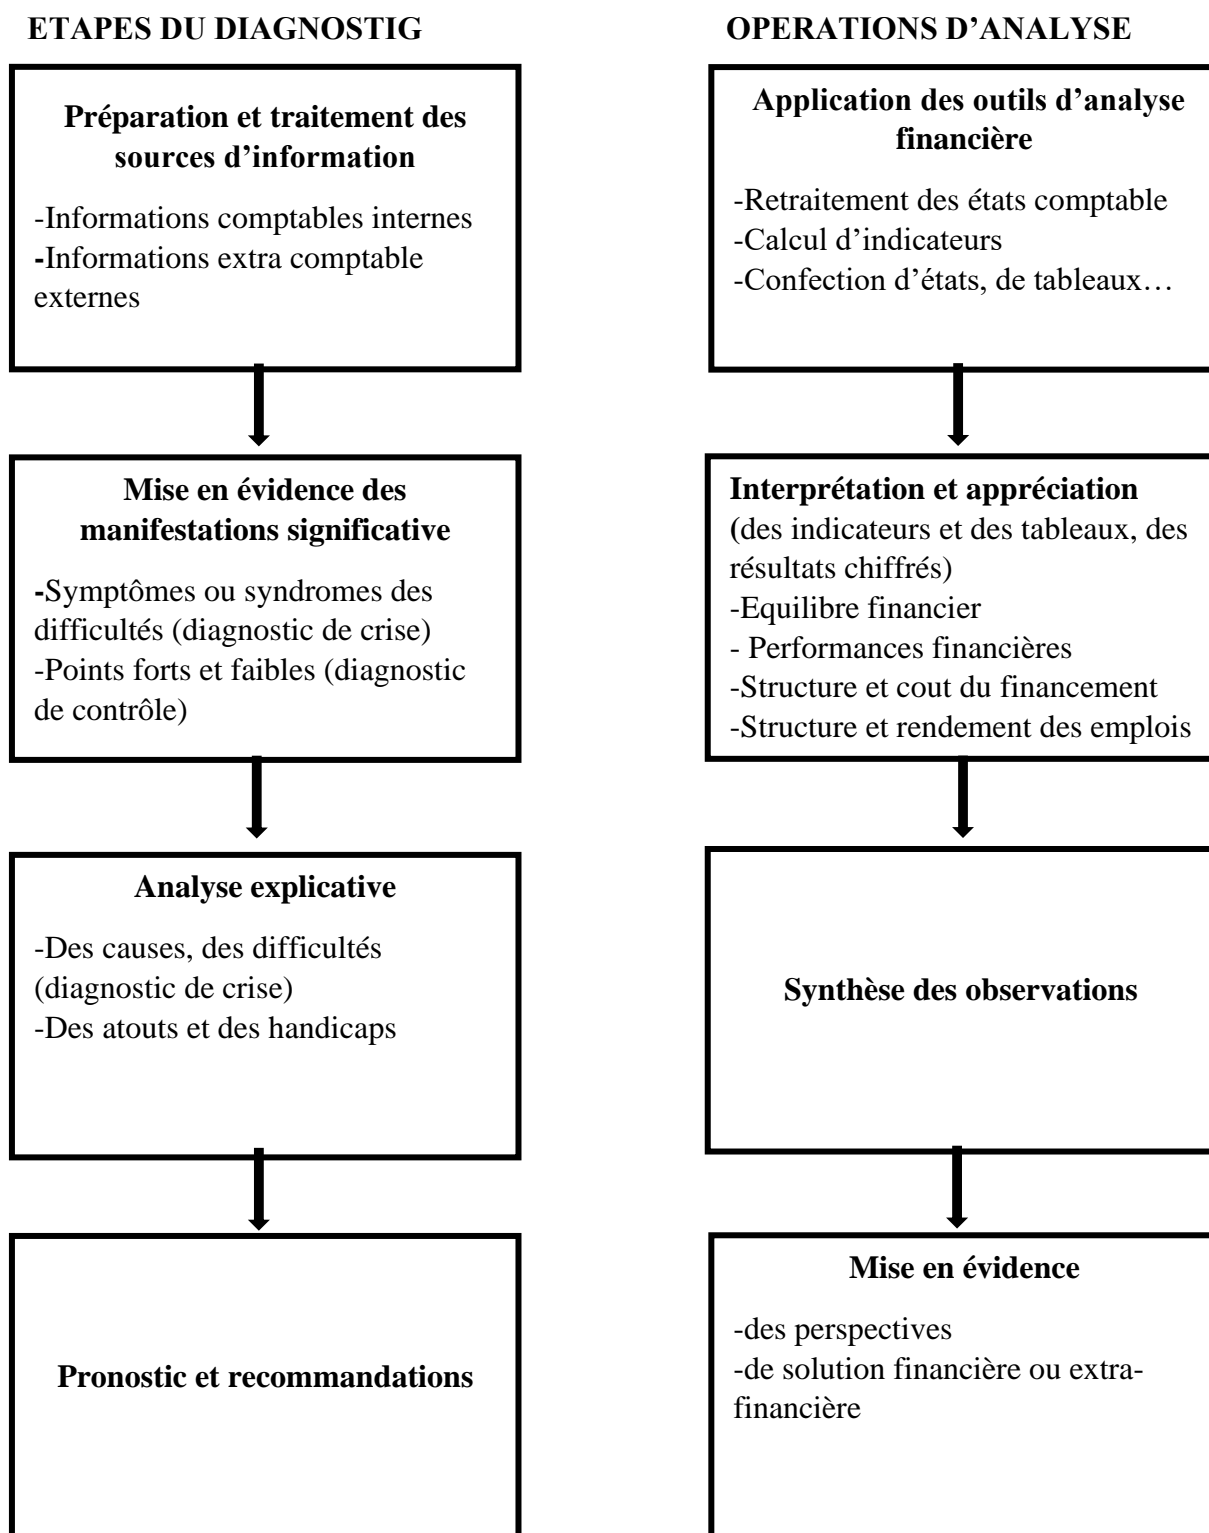 ETAPES DU DIAGNOSTIG
OPERATIONS D’ANALYSE
Préparation et traitement des
sources d’information
-Informations comptables internes
-Informations extra comptable
externes
Application des outils d’analyse
financière
-Retraitement des états comptable
-Calcul d’indicateurs
-Confection d’états, de tableaux…
Mise en évidence des
manifestations significative
-Symptômes ou syndromes des
difficultés (diagnostic de crise)
-Points forts et faibles (diagnostic
de contrôle)
Interprétation et appréciation
(des indicateurs et des tableaux, des
résultats chiffrés)
-Equilibre financier
- Performances financières
-Structure et cout du financement
-Structure et rendement des emplois
Analyse explicative
-Des causes, des difficultés
(diagnostic de crise)
-Des atouts et des handicaps
Synthèse des observations
Pronostic et recommandations
Mise en évidence
-des perspectives
-de solution financière ou extra-
financière